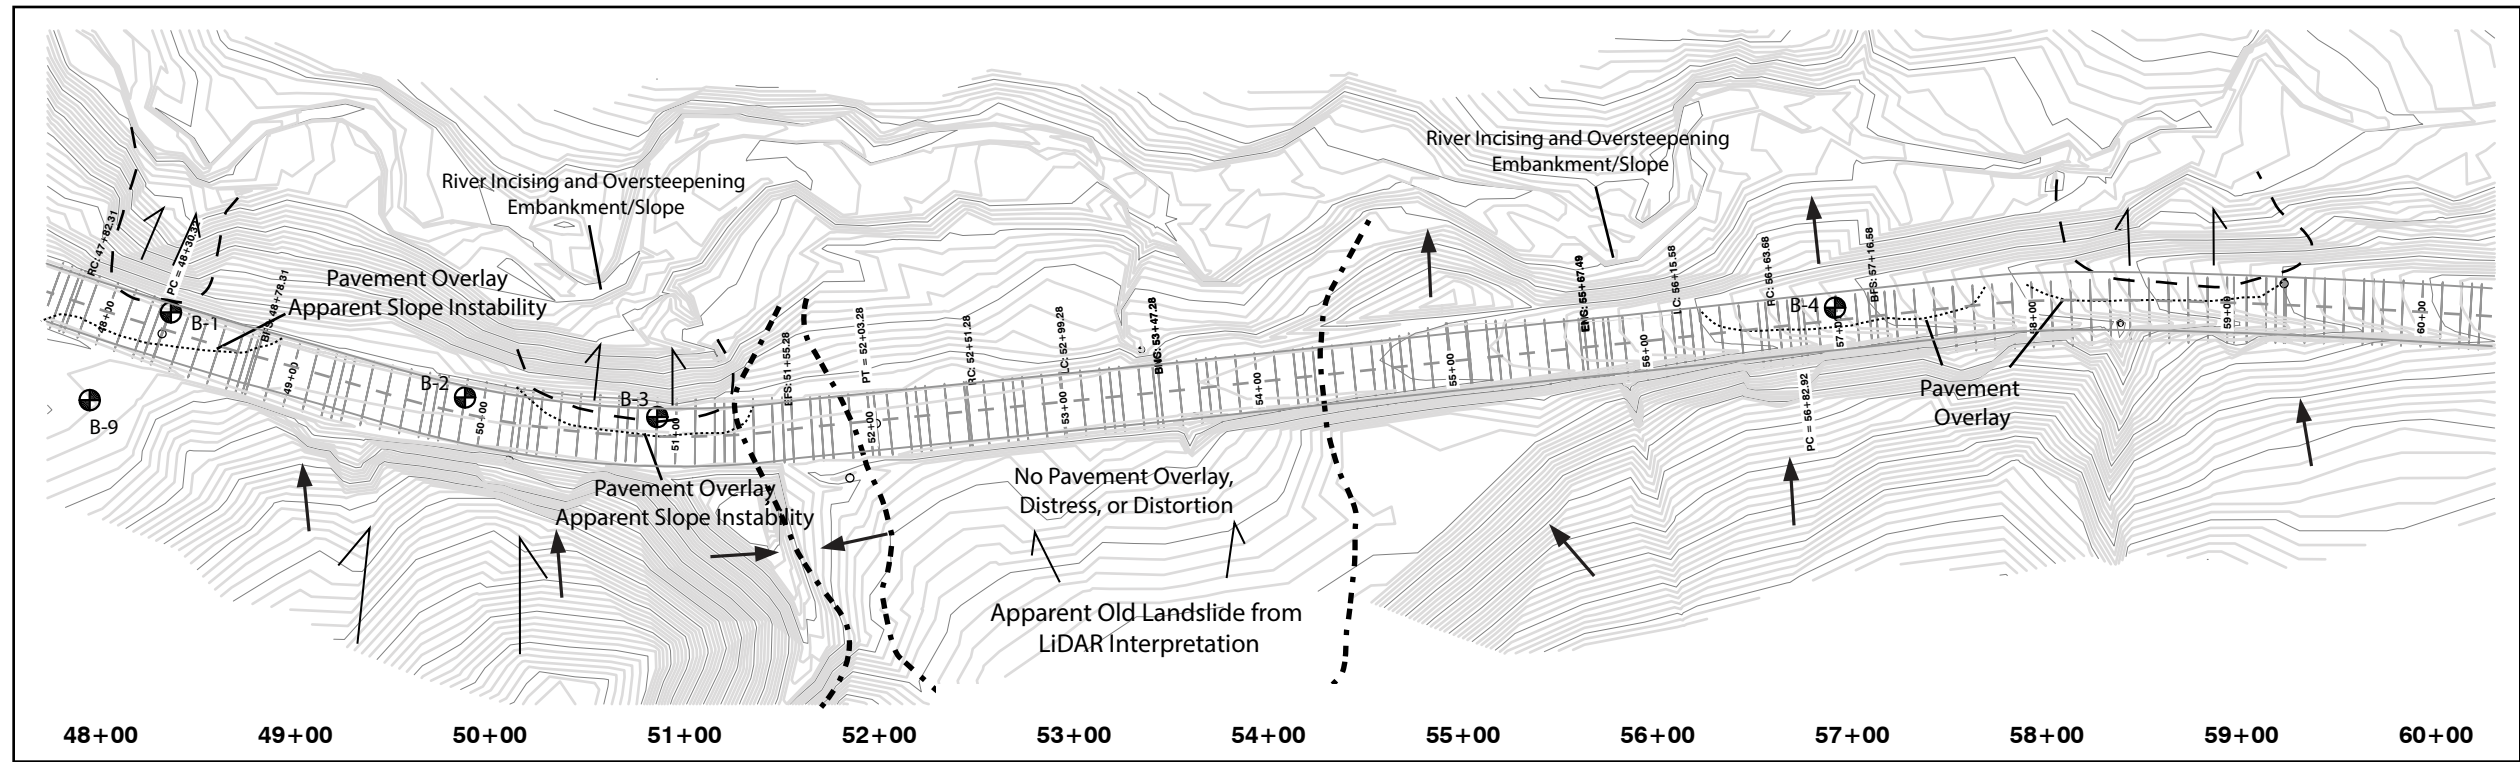 River Incising and Oversteepening
Embankment/Slope
River Incising and Oversteepening
Embankment/Slope
RC: 47+82.31
PC = 48+30.32
48+78.31
Pavement Overlay
Apparent Slope Instability
B-1
B-2
B-3
B-9
B-4
48+00
49+00
50+00
51+00
52+00
53+00
54+00
55+00
56+00
57+0
58+00
59+00
60+00
EFS: 51+55.28
PT = 52+03.28
RC: 52+51.28
LC: 52+99.28
53+47.28
55+67.49
LC: 56+15.58
RC: 56+63.68
BFS: 57+16.58
PC = 56+82.92
Pavement
Overlay
Pavement Overlay
Apparent Slope Instability
No Pavement Overlay,
Distress, or Distortion
Apparent Old Landslide from
LiDAR Interpretation
48+00 49+00 50+00 51+00 52+00 53+00 54+00 55+00 56+00 57+00 58+00 59+00 60+00